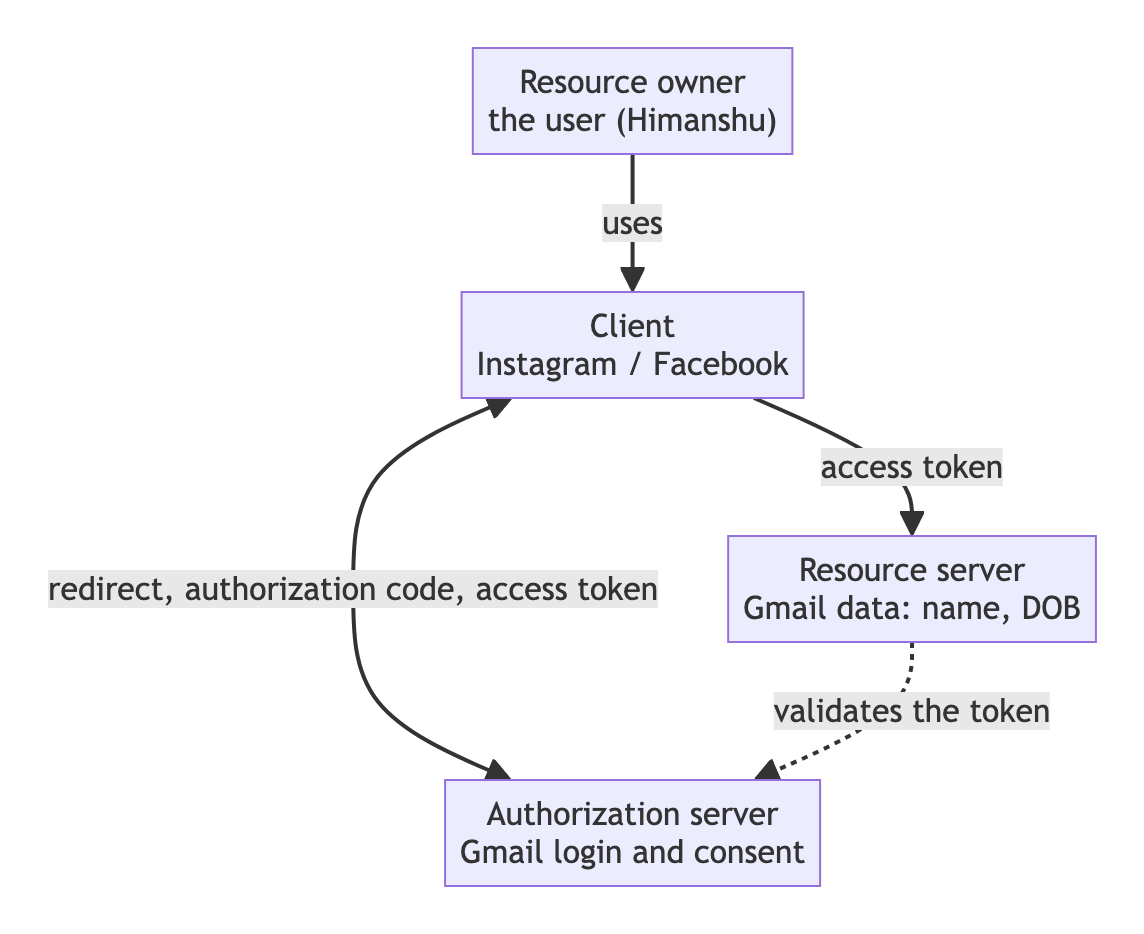 Resource owner
the user (Himanshu)
uses
Client
Instagram / Facebook
access token
Resource server
Gmail data: name, DOB
redirect, authorization code, access token
validates the token
Authorization server
Gmail login and consent